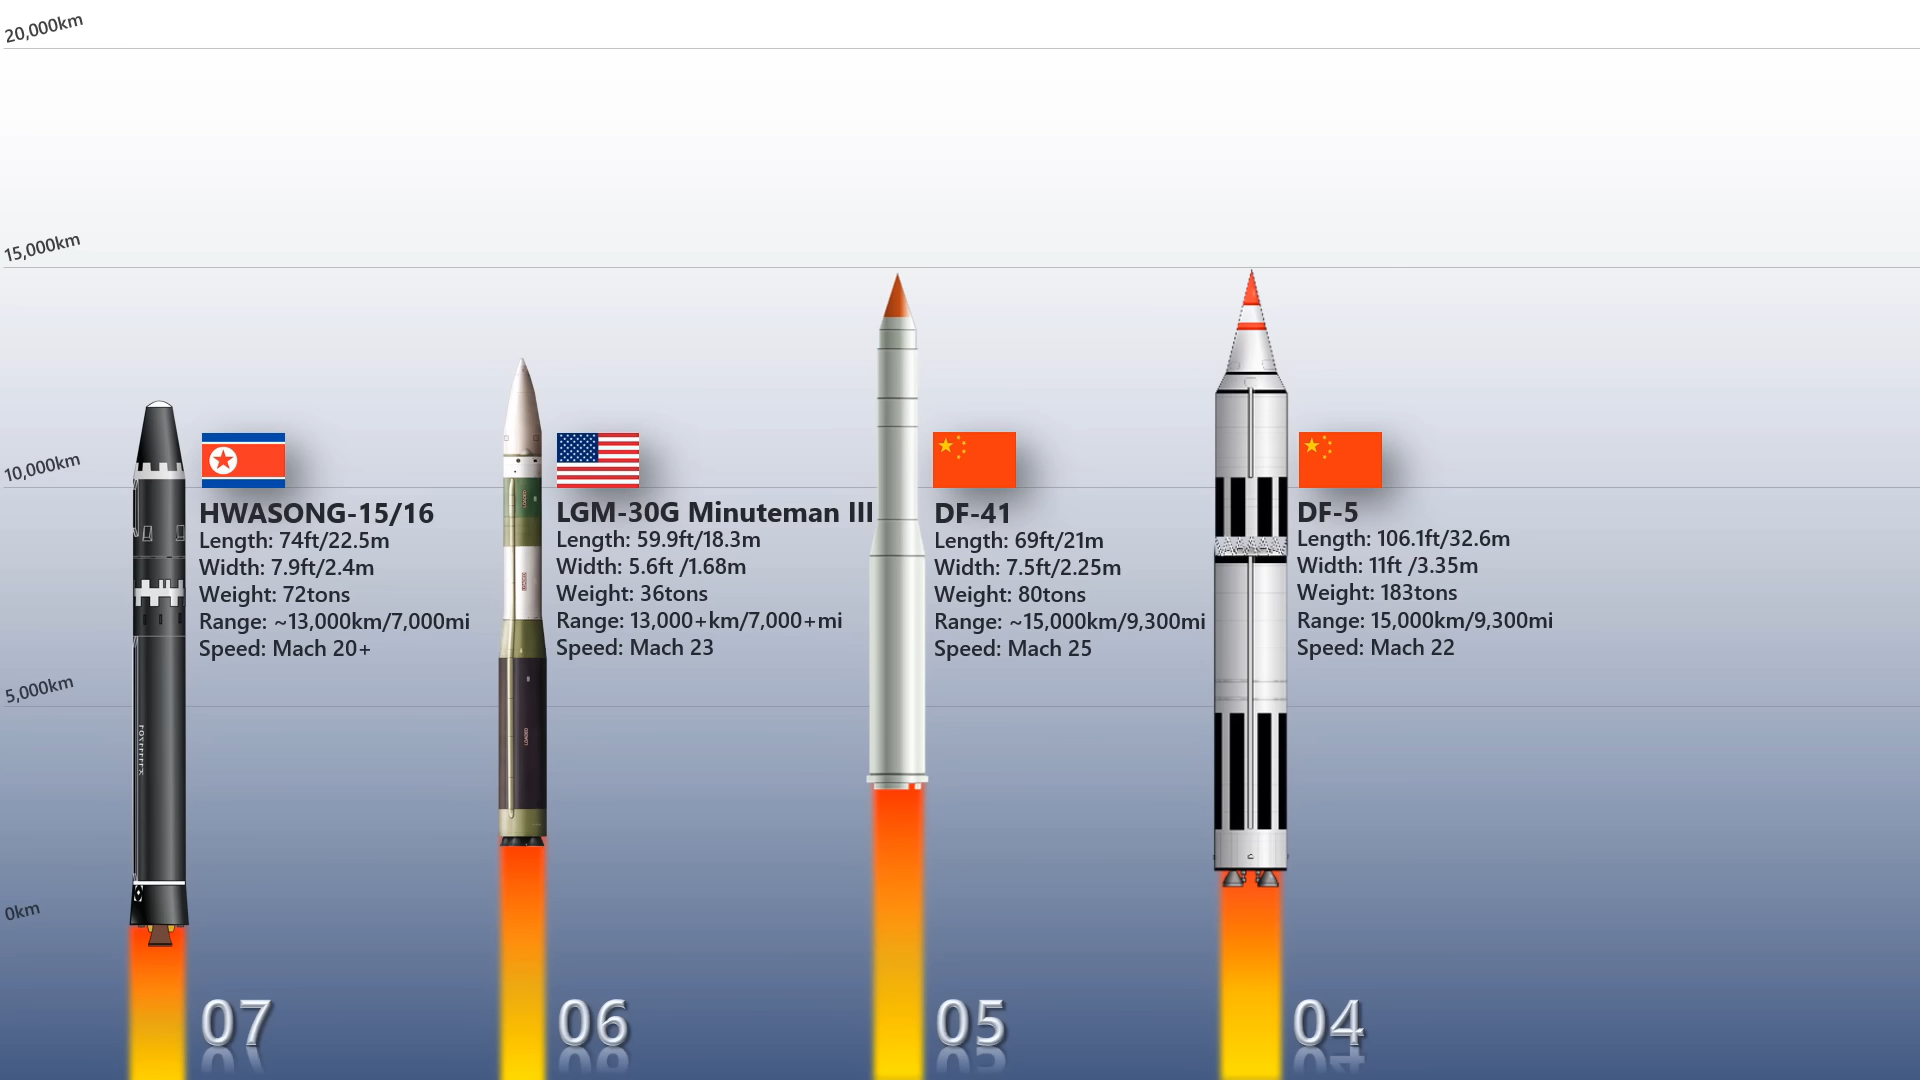 20,000km
15,000km
10,000km
5,000km
0km
HWASONG-15/16
Length: 74ft/22.5m
Width: 7.9ft/2.4m
Weight: 72tons
Range: ~13,000km/7,000mi
Speed: Mach 20+
07
LGM-30G Minuteman III
Length: 59.9ft/18.3m
Width: 5.6ft /1.68m
Weight: 36tons
Range: 13,000+km/7,000+mi
Speed: Mach 23
06
DF-41
Length: 69ft/21m
Width: 7.5ft/2.25m
Weight: 80tons
Range: ~15,000km/9,300mi
Speed: Mach 25
05
DF-5
Length: 106.1ft/32.6m
Width: 11ft /3.35m
Weight: 183tons
Range: 15,000km/9,300mi
Speed: Mach 22
04